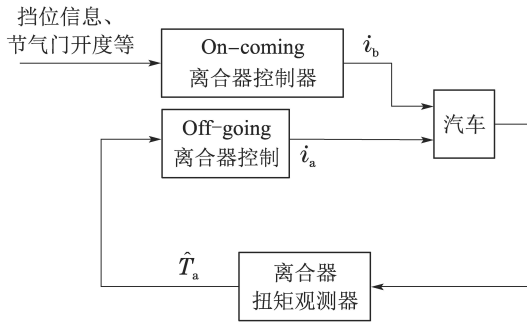 挡位信息、
节气门开度等
On-coming
离合器控制器
i_b
Off-going
离合器控制
i_a
汽车
T̂_a
离合器
扭矩观测器